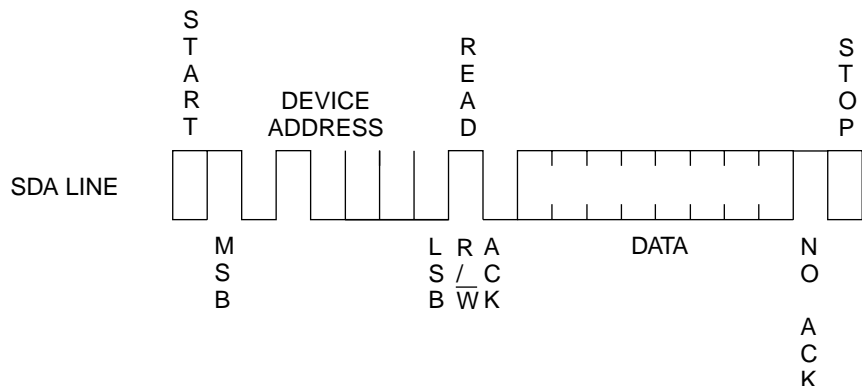 START
DEVICE
ADDRESS
READ
STOP
SDA LINE
MSB
LSB
R/W
ACK
DATA
NO ACK